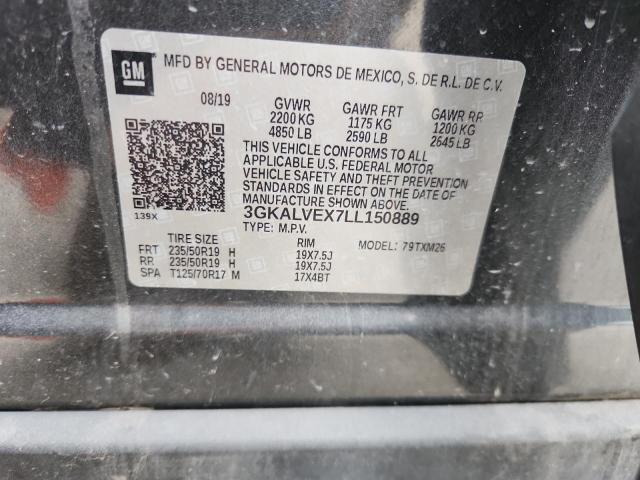 GM
MFD BY GENERAL MOTORS DE MEXICO, S. DE R.L. DE C.V.
08/19 GVWR GAWR FRT GAWR RR
2200 KG 1175 KG 1200 KG
4850 LB 2590 LB 2645 LB
THIS VEHICLE CONFORMS TO ALL
APPLICABLE U.S. FEDERAL MOTOR
VEHICLE SAFETY AND THEFT PREVENTION
STANDARDS IN EFFECT ON THE DATE OF
MANUFACTURE SHOWN ABOVE.
139X 3GKALVEX7LL150889
TYPE: M.P.V.
TIRE SIZE RIM MODEL: 79TXM26
FRT 235/50R19 H 19X7.5J
RR 235/50R19 H 19X7.5J
SPA T125/70R17 M 17X4BT